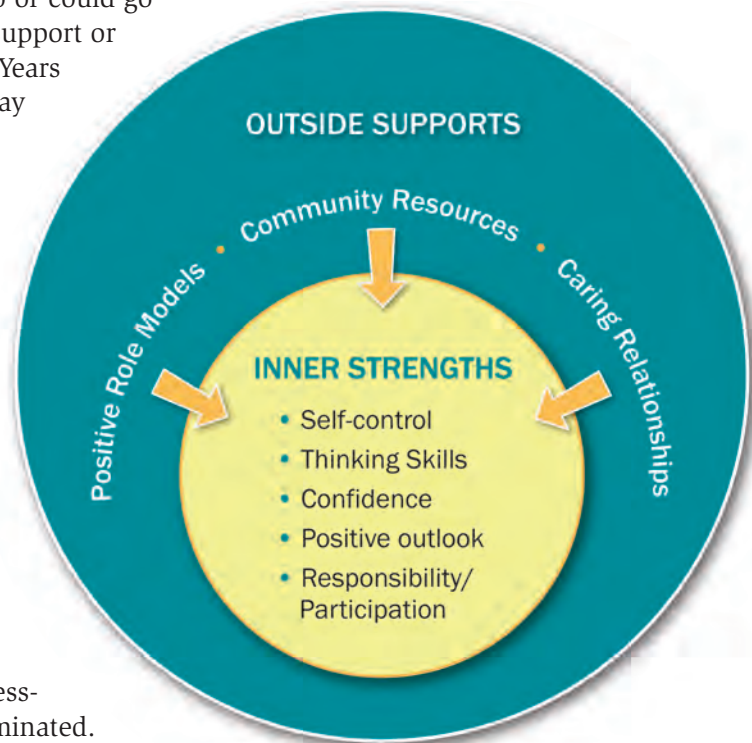 o or could go
upport or
Years
ay
OUTSIDE SUPPORTS
Positive Role Models • Community Resources • Caring Relationships
INNER STRENGTHS
• Self-control
• Thinking Skills
• Confidence
• Positive outlook
• Responsibility/
Participation
ess-
minated.